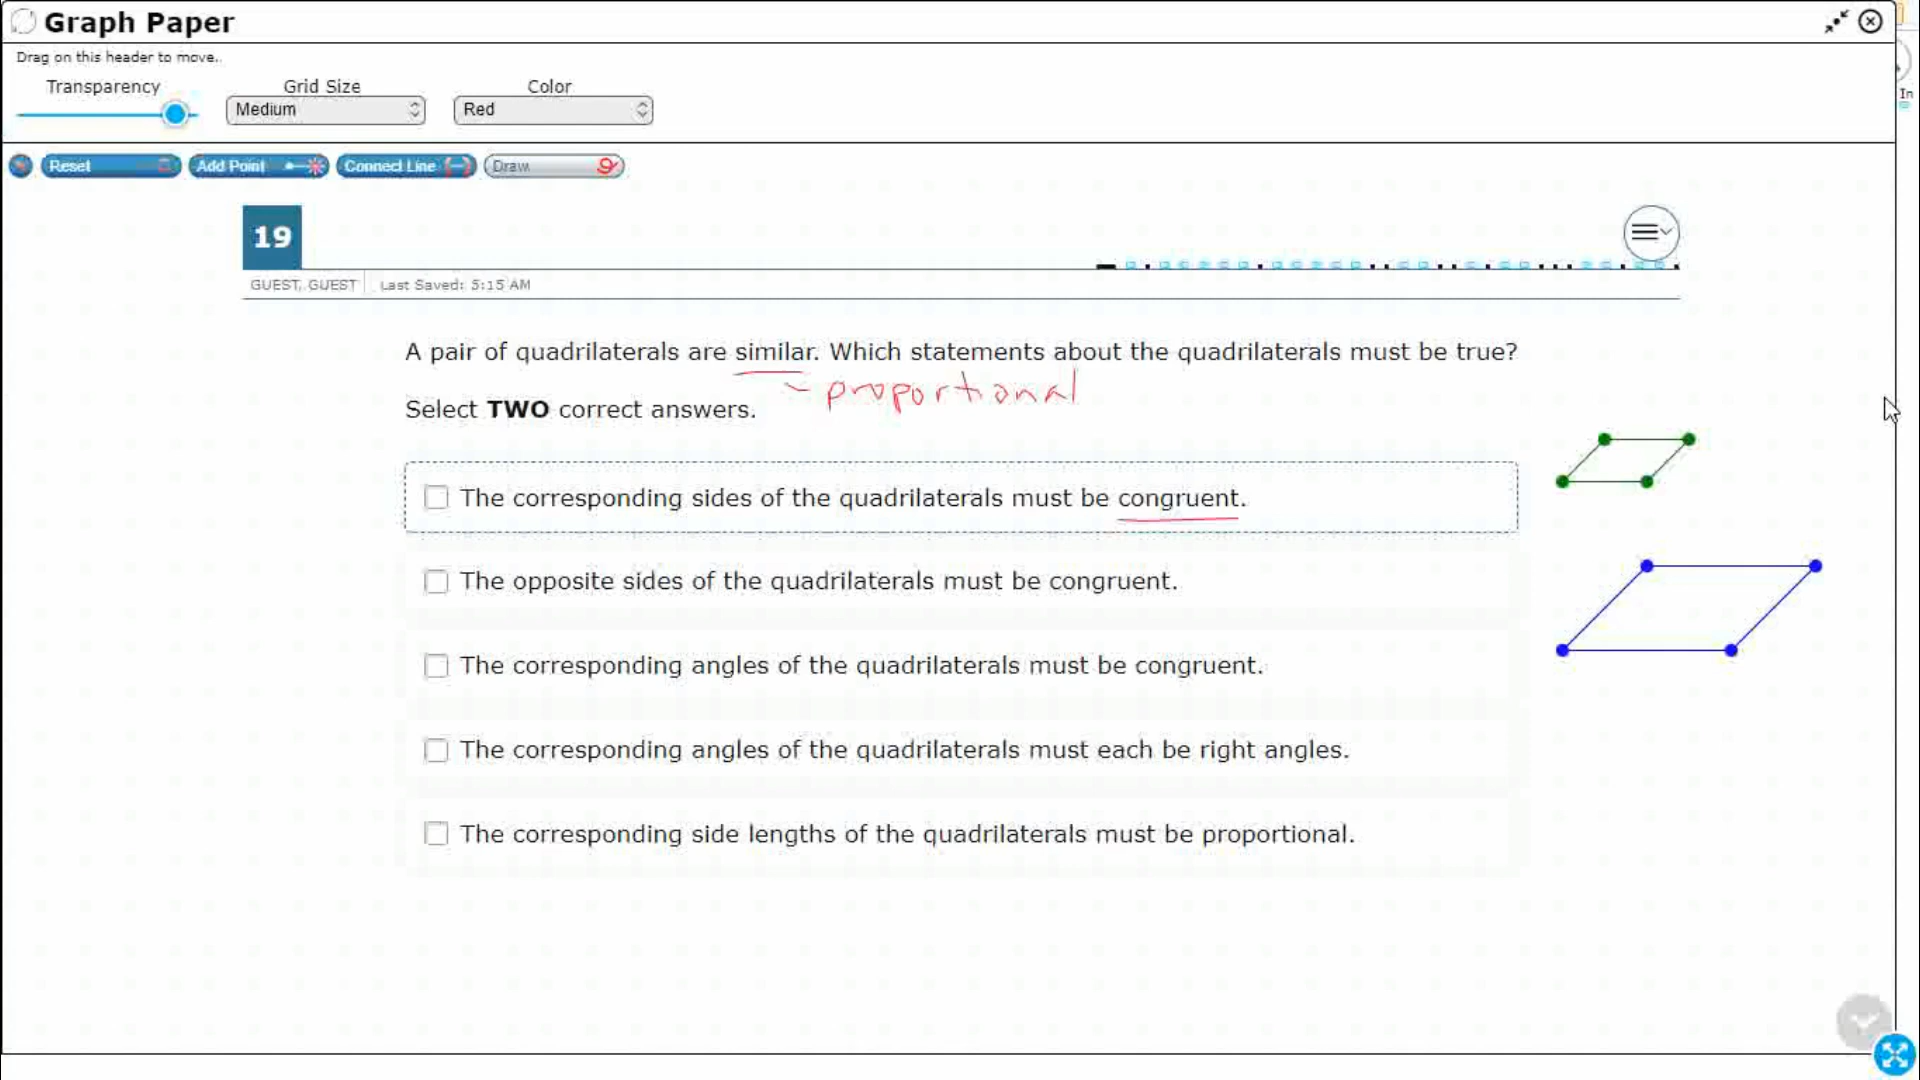 Graph Paper
Drag on this header to move..
Transparency
Grid Size
Color
Medium
Red
In
Reset
Add Point
Connect Line
Draw
19
GUEST, GUEST
Last Saved: 5:15 AM
A pair of quadrilaterals are similar. Which statements about the quadrilaterals must be true?
- proportional
Select TWO correct answers.
The corresponding sides of the quadrilaterals must be congruent.
The opposite sides of the quadrilaterals must be congruent.
The corresponding angles of the quadrilaterals must be congruent.
The corresponding angles of the quadrilaterals must each be right angles.
The corresponding side lengths of the quadrilaterals must be proportional.